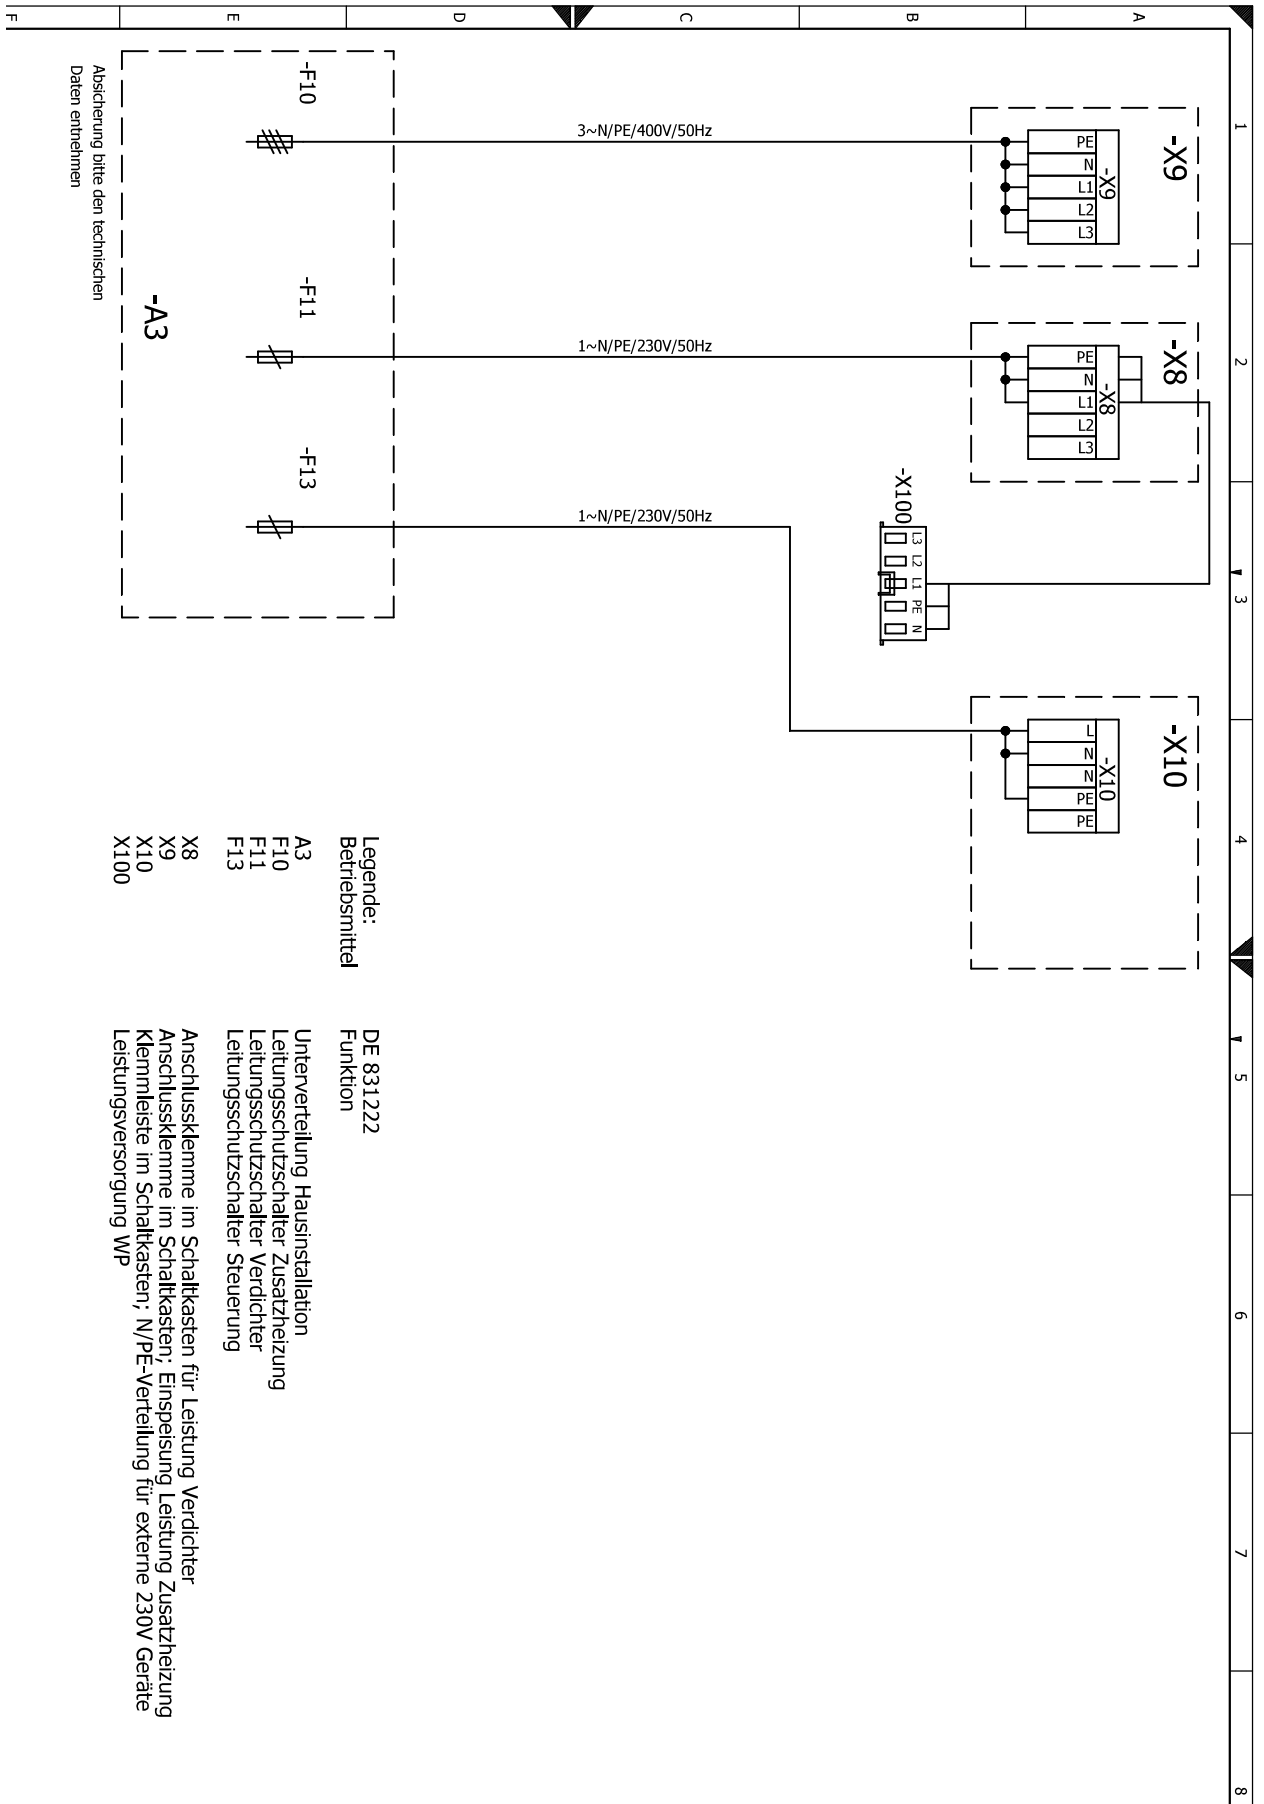 1
2
3
4
5
6
7
8
A
B
C
D
E
F
-X9
-X9
PE
N
L1
L2
L3
-X8
-X8
PE
N
L1
L2
L3
-X10
-X10
L
N
N
PE
PE
-X100
L3
L2
L1
PE
N
3~N/PE/400V/50Hz
1~N/PE/230V/50Hz
1~N/PE/230V/50Hz
-F10
-F11
-F13
-A3
Absicherung bitte den technischen
Daten entnehmen
Legende: DE 831222
Betriebsmittel Funktion
A3 Unterverteilung Hausinstallation
F10 Leitungsschutzschalter Zusatzheizung
F11 Leitungsschutzschalter Verdichter
F13 Leitungsschutzschalter Steuerung
X8 Anschlussklemme im Schaltkasten für Leistung Verdichter
X9 Anschlussklemme im Schaltkasten; Einspeisung Leistung Zusatzheizung
X10 Klemmleiste im Schaltkasten; N/PE-Verteilung für externe 230V Geräte
X100 Leistungsversorgung WP